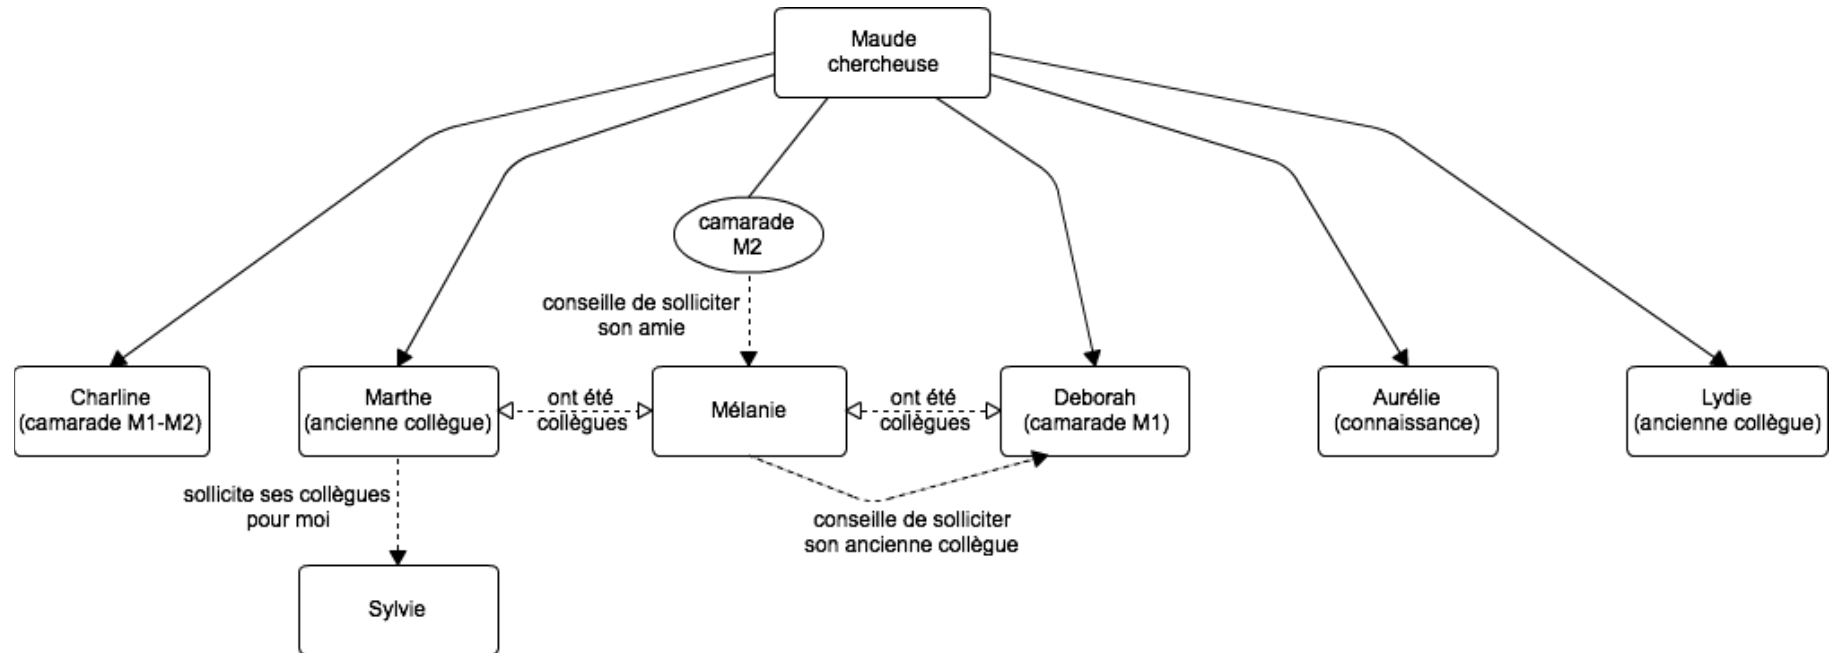 Maude
chercheuse
camarade
M2
conseille de solliciter
son amie
Charline
(camarade M1-M2)
Marthe
(ancienne collègue)
ont été
collègues
Mélanie
ont été
collègues
Deborah
(camarade M1)
Aurélie
(connaissance)
Lydie
(ancienne collègue)
sollicite ses collègues
pour moi
conseille de solliciter
son ancienne collègue
Sylvie